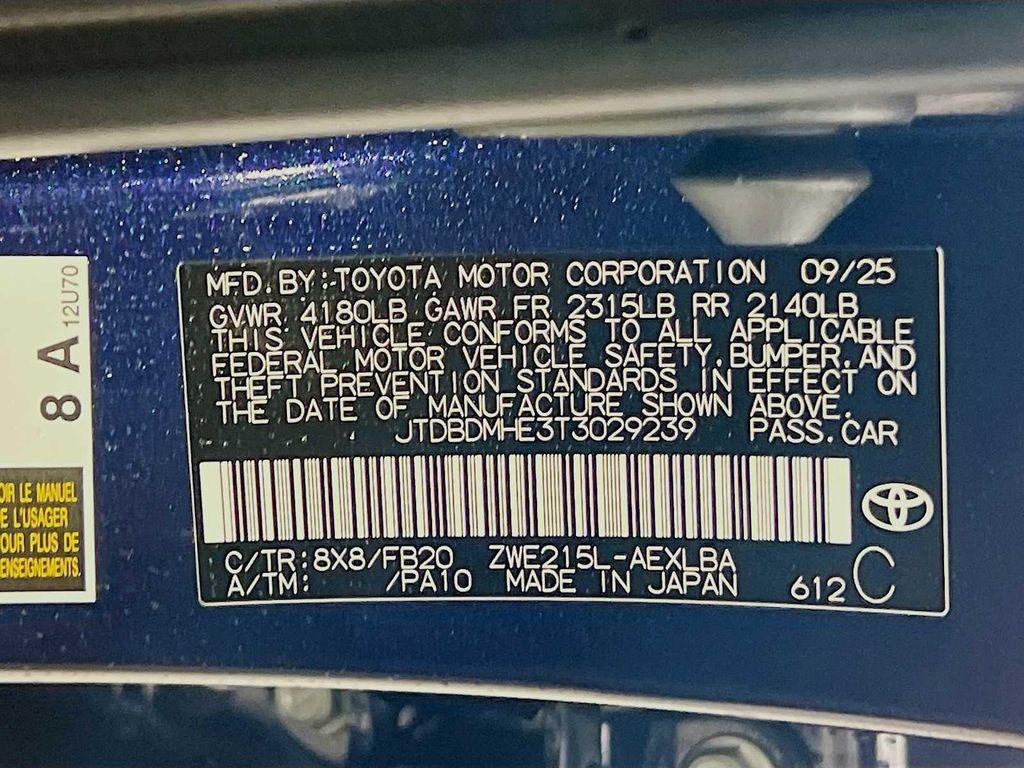 MFD.BY:TOYOTA MOTOR CORPORATION 09/25
GVWR 4180LB GAWR FR 2315LB RR 2140LB
THIS VEHICLE CONFORMS TO ALL APPLICABLE
FEDERAL MOTOR VEHICLE SAFETY,BUMPER,AND
THEFT PREVENTION STANDARDS IN EFFECT ON
THE DATE OF MANUFACTURE SHOWN ABOVE.
JTDBDMHE3T3029239 PASS.CAR
C/TR:8X8/FB20 ZWE215L-AEXLBA
A/TM: /PA10 MADE IN JAPAN 612 C
8 A 12U70
OIR LE MANUEL
E L'USAGER
OUR PLUS DE
ENSEIGNEMENTS.